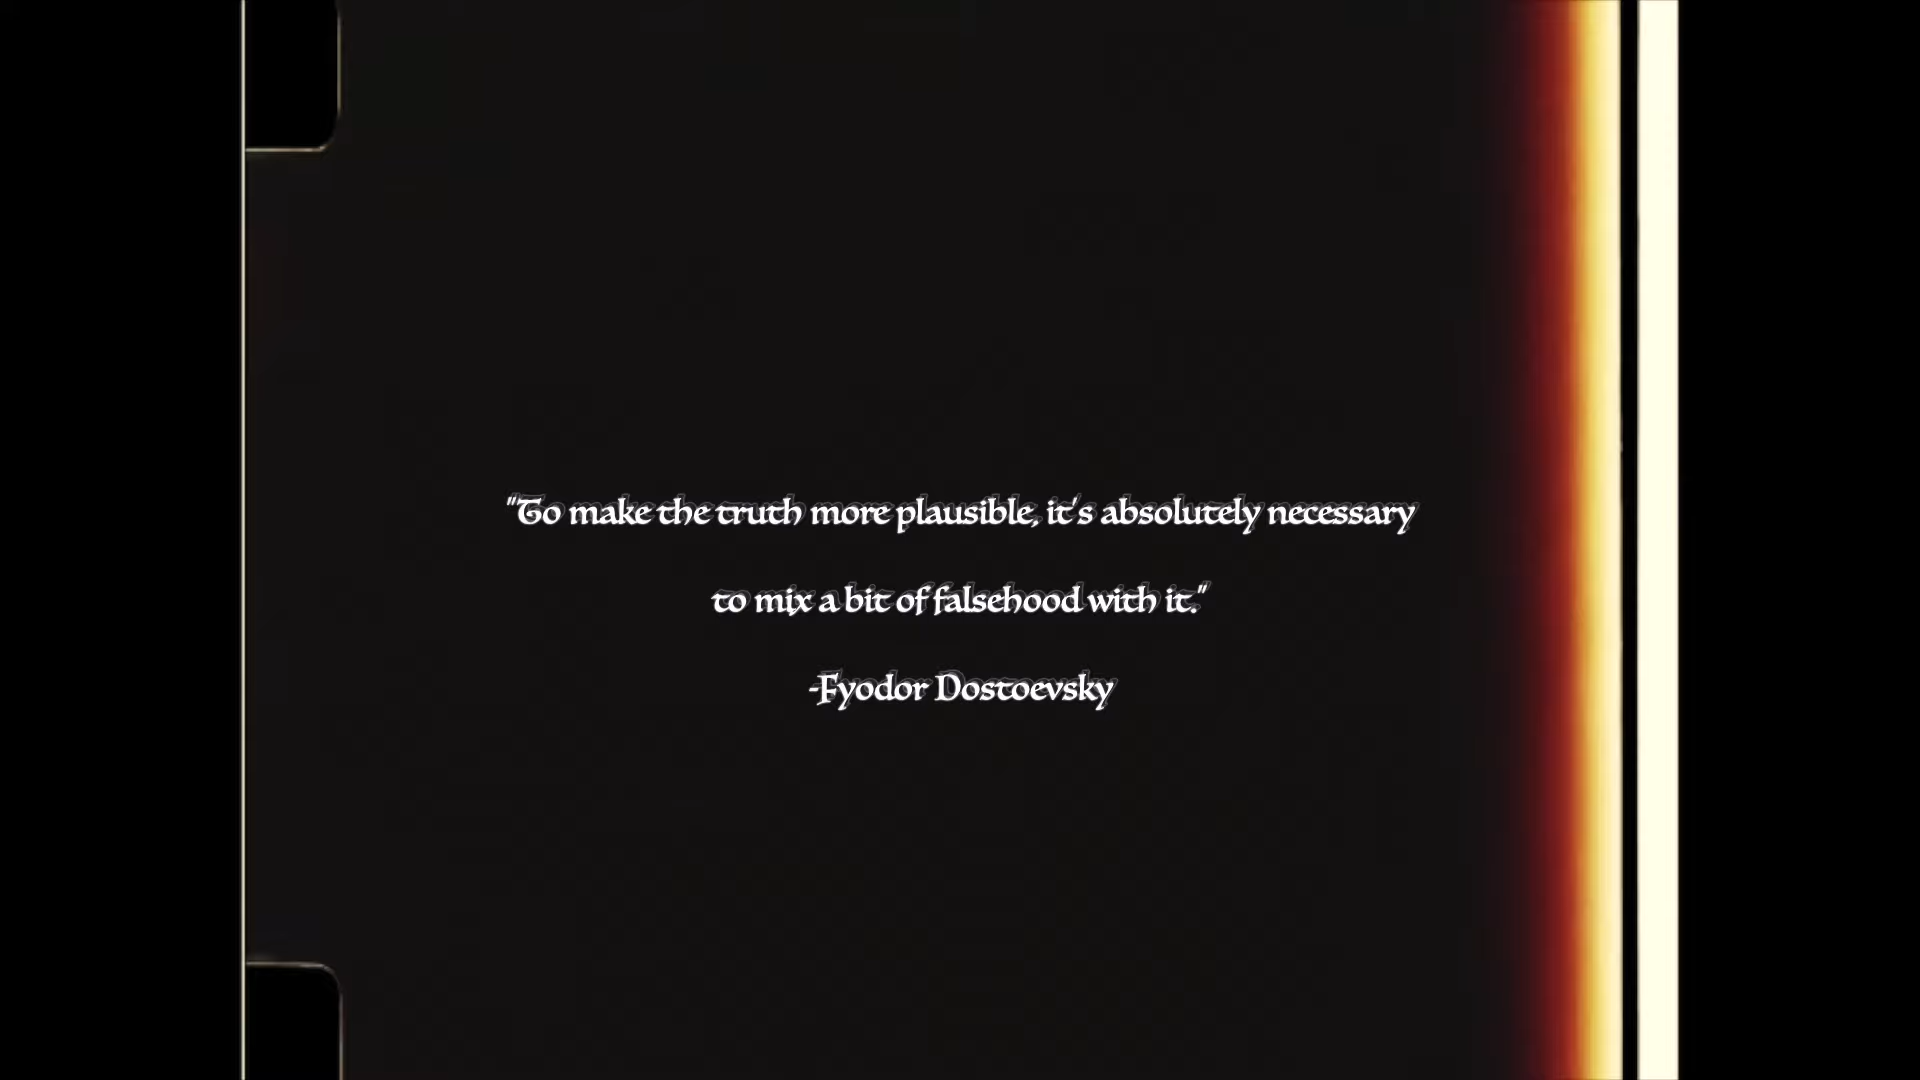 "To make the truth more plausible, it's absolutely necessary
to mix a bit of falsehood with it."
-Fyodor Dostoevsky